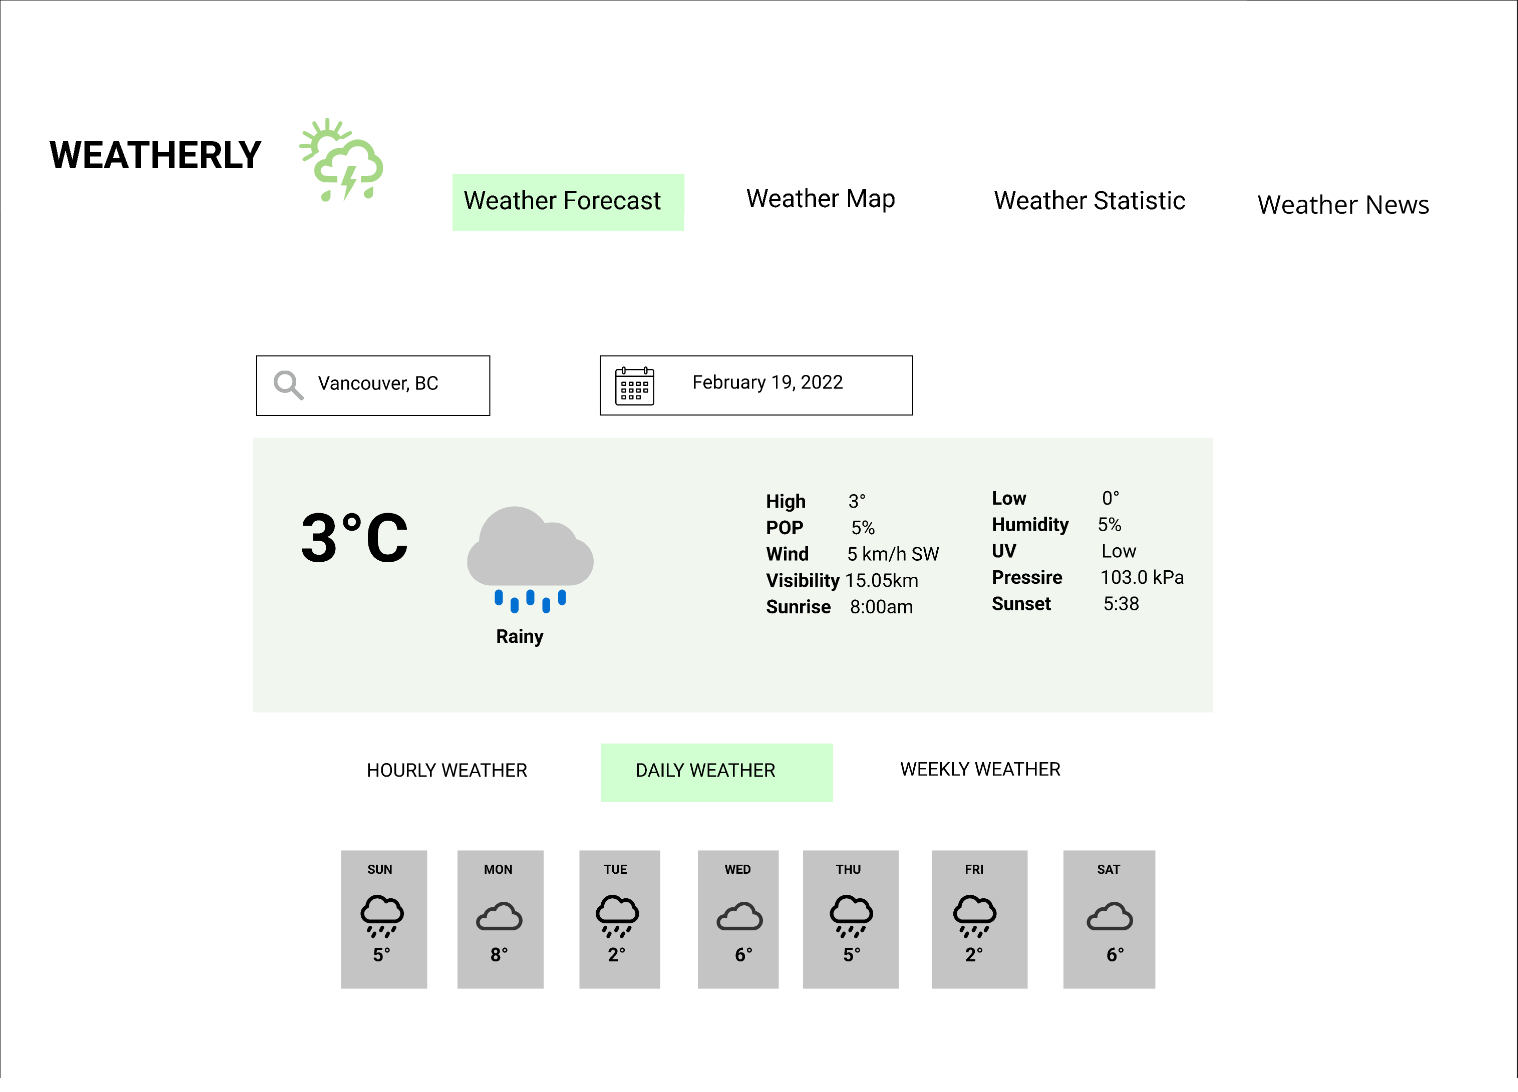 WEATHERLY
Weather Forecast Weather Map Weather Statistic Weather News
Vancouver, BC February 19, 2022
3°C
Rainy
High 3° Low 0°
POP 5% Humidity 5%
Wind 5 km/h SW UV Low
Visibility 15.05km Pressire 103.0 kPa
Sunrise 8:00am Sunset 5:38
HOURLY WEATHER DAILY WEATHER WEEKLY WEATHER
SUN MON TUE WED THU FRI SAT
5° 8° 2° 6° 5° 2° 6°